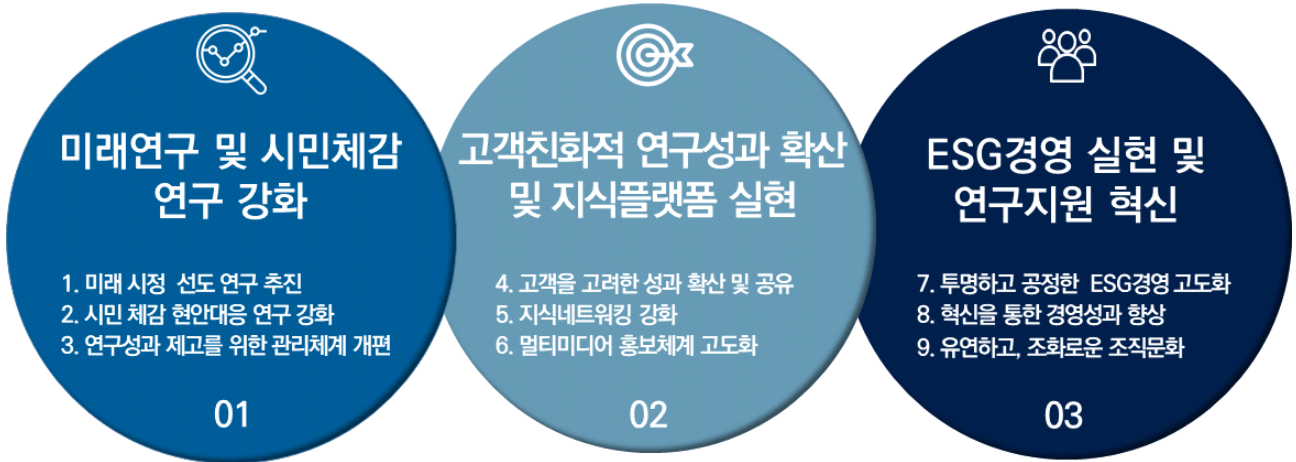 미래연구 및 시민체감
연구 강화
1. 미래 시정 선도 연구 추진
2. 시민 체감 현안대응 연구 강화
3. 연구성과 제고를 위한 관리체계 개편
01
고객친화적 연구성과 확산
및 지식플랫폼 실현
4. 고객을 고려한 성과 확산 및 공유
5. 지식네트워킹 강화
6. 멀티미디어 홍보체계 고도화
02
ESG경영 실현 및
연구지원 혁신
7. 투명하고 공정한 ESG경영 고도화
8. 혁신을 통한 경영성과 향상
9. 유연하고, 조화로운 조직문화
03